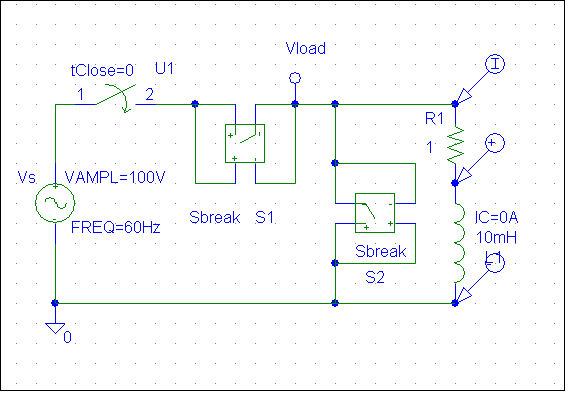 Vload
tClose=0 U1
1 2
R1
1
Vs VAMPL=100V
FREQ=60Hz
Sbreak S1
IC=0A
10mH
L1
Sbreak
S2
0
I
+
-